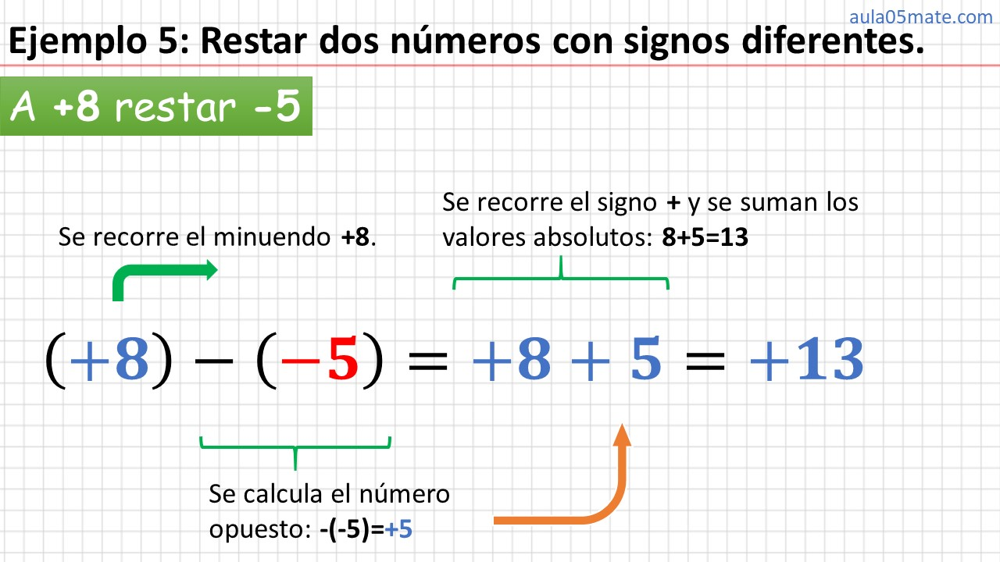 aula05mate.com
Ejemplo 5: Restar dos números con signos diferentes.
A +8 restar -5
Se recorre el signo + y se suman los
valores absolutos: 8+5=13
Se recorre el minuendo +8.
(+8) − (−5) = +8 + 5 = +13
Se calcula el número
opuesto: -(-5)=+5